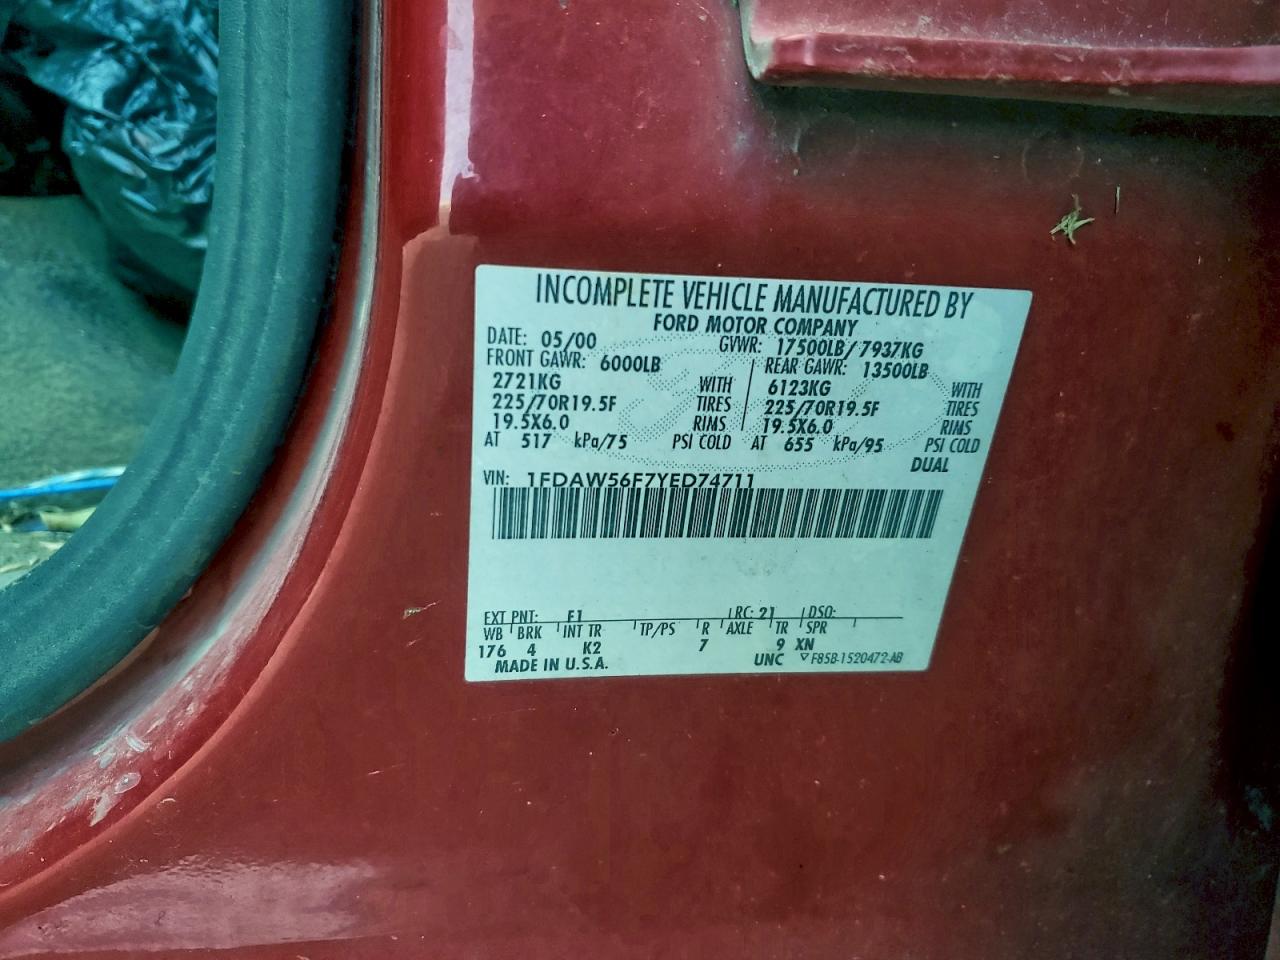 INCOMPLETE VEHICLE MANUFACTURED BY
FORD MOTOR COMPANY
DATE: 05/00 GVWR: 17500LB/ 7937KG
FRONT GAWR: 6000LB REAR GAWR: 13500LB
2721KG WITH 6123KG WITH
225/70R19.5F TIRES 225/70R19.5F TIRES
19.5X6.0 RIMS 19.5X6.0 RIMS
AT 517 kPa/75 PSI COLD AT 655 kPa/95 PSI COLD
DUAL
VIN: 1FDAW56F7YED74711
EXT PNT: F1 RC: 21 DSO:
WB BRK INT TR TP/PS R AXLE TR SPR
176 4 K2 7 9 XN
MADE IN U.S.A. UNC F85B-1520472-AB